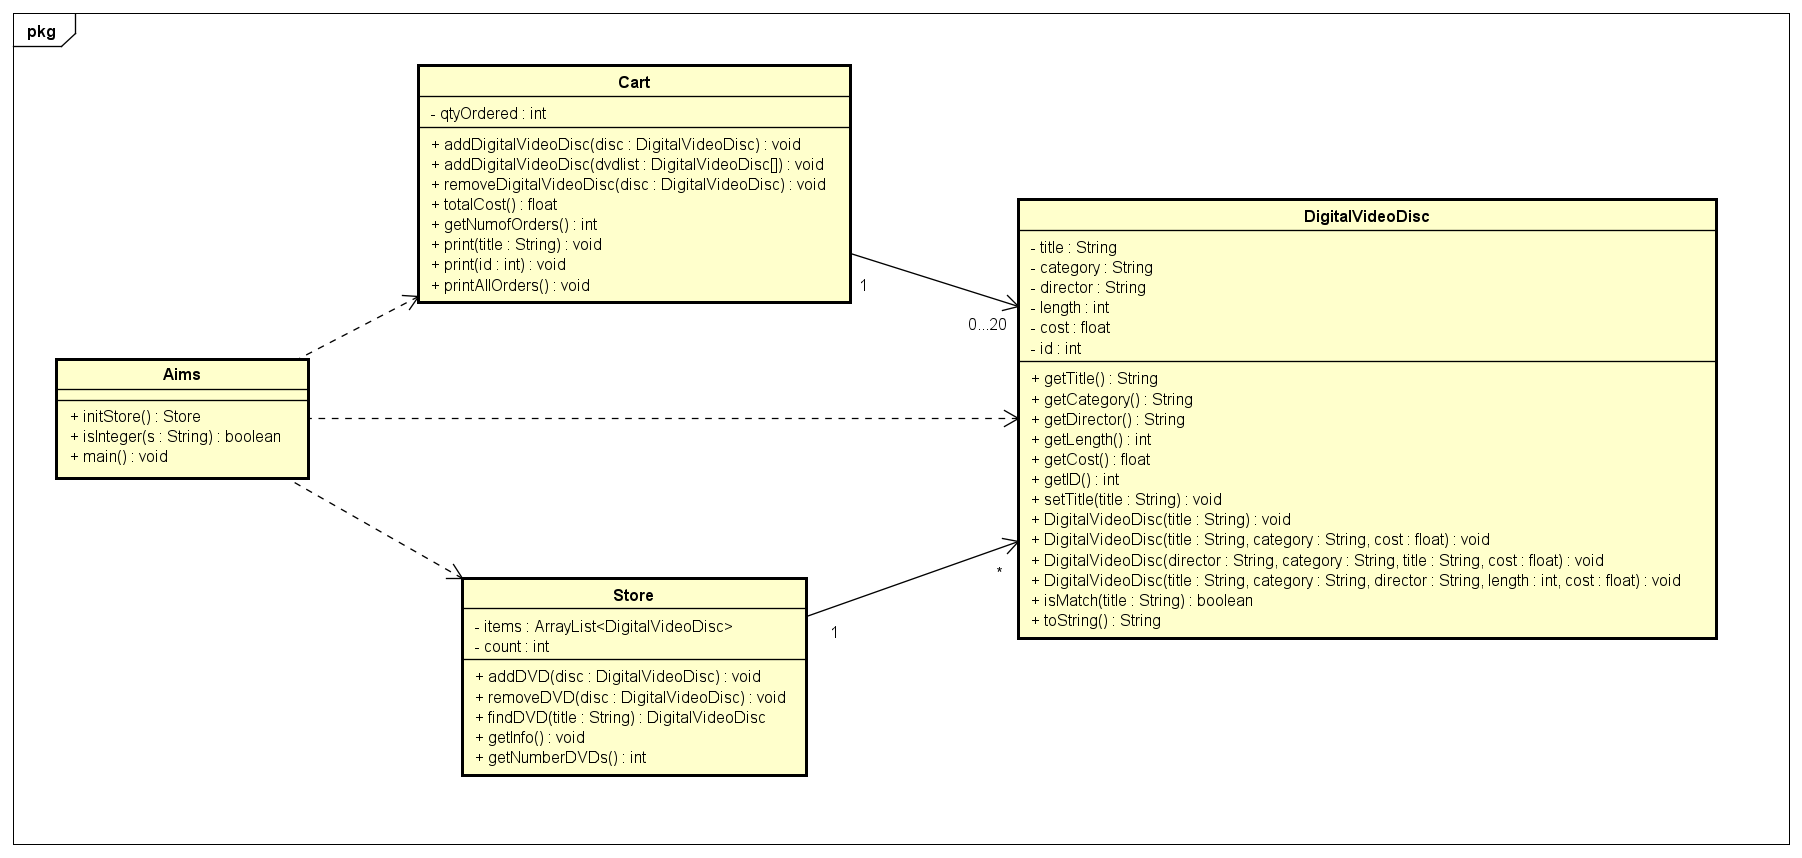 pkg
Cart
- qtyOrdered : int
+ addDigitalVideoDisc(disc : DigitalVideoDisc) : void
+ addDigitalVideoDisc(dvdlist : DigitalVideoDisc[]) : void
+ removeDigitalVideoDisc(disc : DigitalVideoDisc) : void
+ totalCost() : float
+ getNumofOrders() : int
+ print(title : String) : void
+ print(id : int) : void
+ printAllOrders() : void
1
0...20
DigitalVideoDisc
- title : String
- category : String
- director : String
- length : int
- cost : float
- id : int
+ getTitle() : String
+ getCategory() : String
+ getDirector() : String
+ getLength() : int
+ getCost() : float
+ getID() : int
+ setTitle(title : String) : void
+ DigitalVideoDisc(title : String) : void
+ DigitalVideoDisc(title : String, category : String, cost : float) : void
+ DigitalVideoDisc(director : String, category : String, title : String, cost : float) : void
+ DigitalVideoDisc(title : String, category : String, director : String, length : int, cost : float) : void
+ isMatch(title : String) : boolean
+ toString() : String
Aims
+ initStore() : Store
+ isInteger(s : String) : boolean
+ main() : void
*
1
Store
- items : ArrayList<DigitalVideoDisc>
- count : int
+ addDVD(disc : DigitalVideoDisc) : void
+ removeDVD(disc : DigitalVideoDisc) : void
+ findDVD(title : String) : DigitalVideoDisc
+ getInfo() : void
+ getNumberDVDs() : int